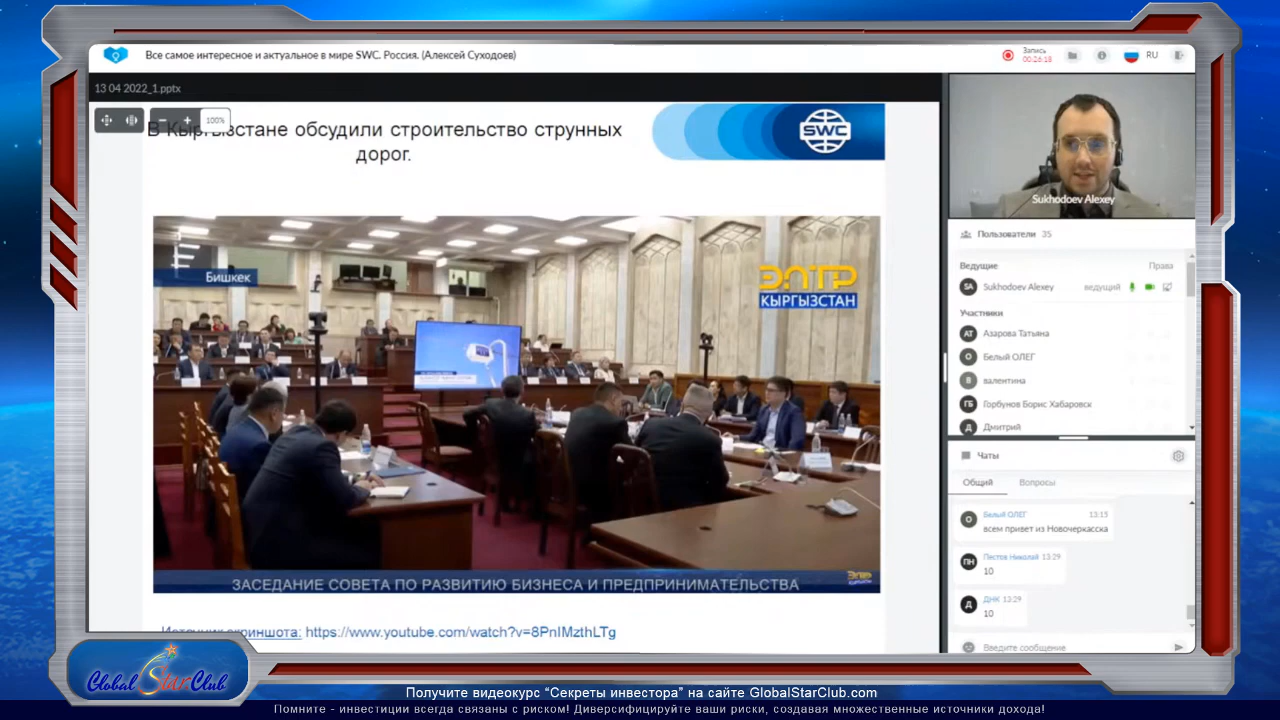 Все самое интересное и актуальное в мире SWC. Россия. (Алексей Суходоев)
Запись
00:26:18
RU
13 04 2022_1.pptx
100%
В Кыргызстане обсудили строительство струнных
дорог.
SWC
Бишкек
ЭЛТР
КЫРГЫЗСТАН
ЗАСЕДАНИЕ СОВЕТА ПО РАЗВИТИЮ БИЗНЕСА И ПРЕДПРИНИМАТЕЛЬСТВА
Источник скриншота: https://www.youtube.com/watch?v=8PnIMzthLTg
Sukhodoev Alexey
Пользователи 35
Ведущие Права
SA Sukhodoev Alexey ведущий
Участники
АТ Азарова Татьяна
О Белый ОЛЕГ
В валентина
ГБ Горбунов Борис Хабаровск
Д Дмитрий
Чаты
Общий Вопросы
О Белый ОЛЕГ 13:15
всем привет из Новочеркасска
ПН Пестов Николай 13:29
10
Д ДНК 13:29
10
Введите сообщение
Global Star Club
Получите видеокурс “Секреты инвестора” на сайте GlobalStarClub.com
Помните - инвестиции всегда связаны с риском! Диверсифицируйте ваши риски, создавая множественные источники дохода!